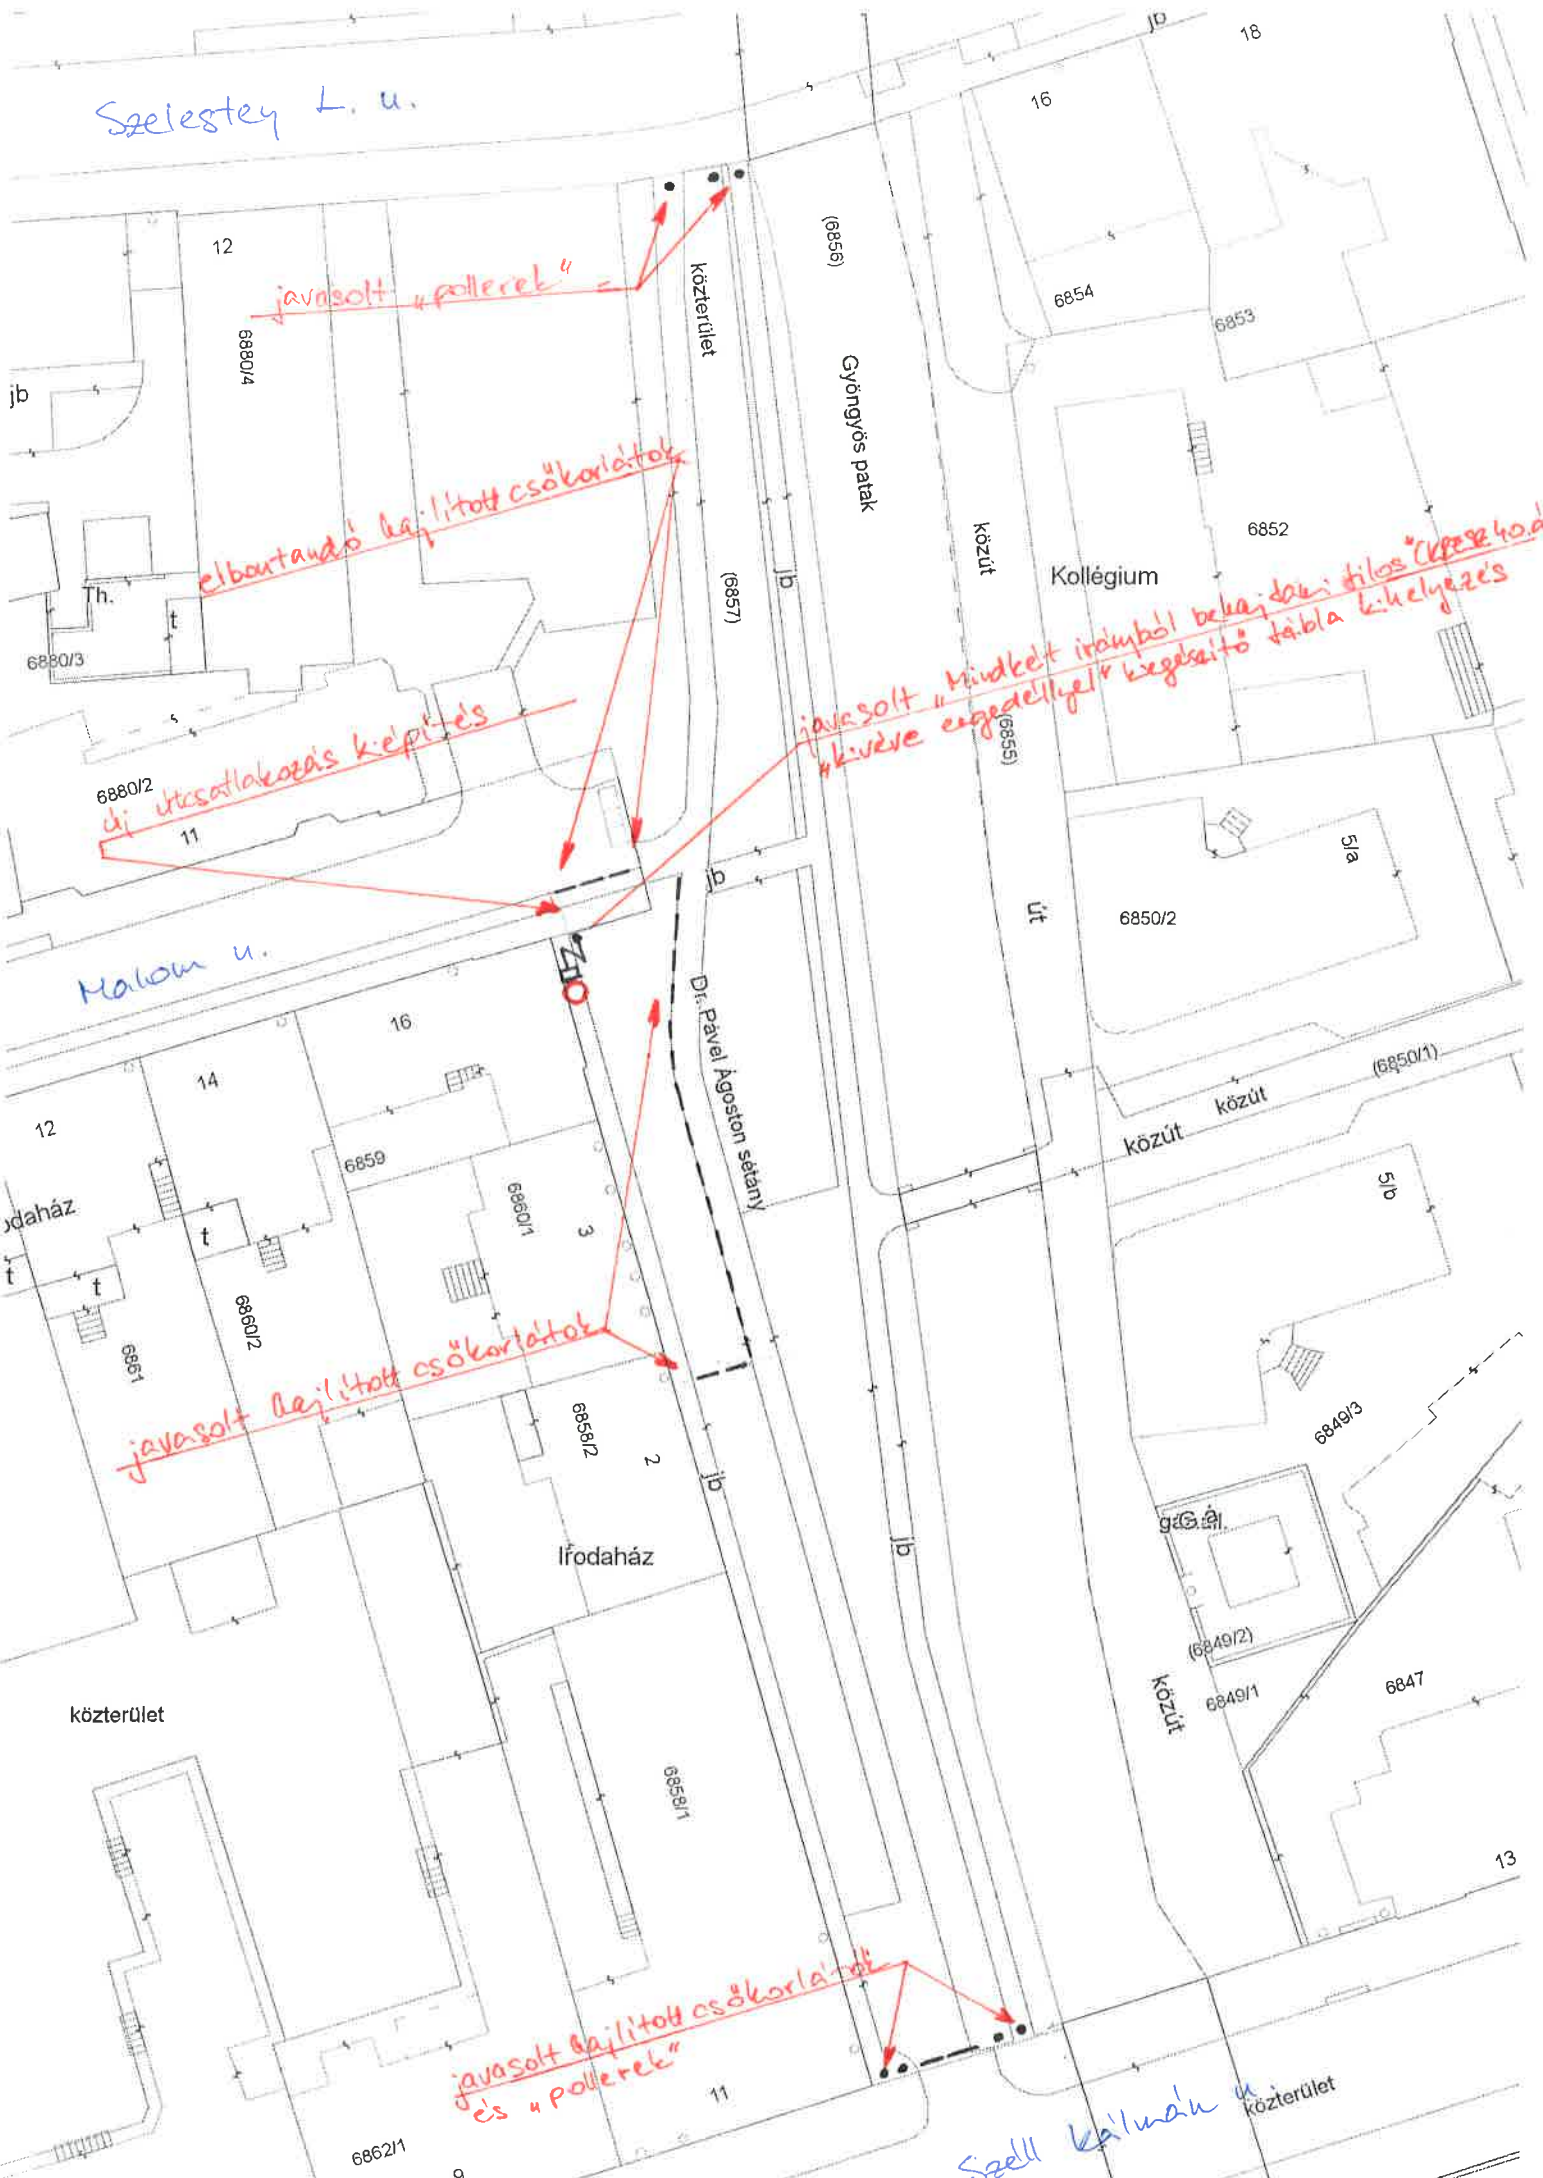 jb
18
Szelestey L. u.
16
12
(6856)
javasolt „pollerek"
közterület
6854
6853
6880/4
jb
Gyöngyös patak
elbontandó hajlított csőkorlátok
közút
6852
jb
Kollégium
(6857)
Th.
t
6880/3
javasolt „Mindkét irányból behajtani tilos"
„kivéve engedéllyel" kiegészítő tábla kihelyezés
(6855)
új útcsatlakozás kiépítés
6880/2
11
5/a
jb
út
6850/2
Malom u.
Dr. Pável Ágoston sétány
16
14
12
(6850/1)
közút
közút
6859
6860/1
3
5/b
t
t
t
6860/2
6861
javasolt hajlított csőkorlátok
6858/2
2
6849/3
jb
jb
Irodaház
(6849/2)
6849/1
6847
közút
közterület
6858/1
13
javasolt hajlított csőkorlátok
és „pollerek"
11
közterület
Széll Kálmán u.
6862/1
9